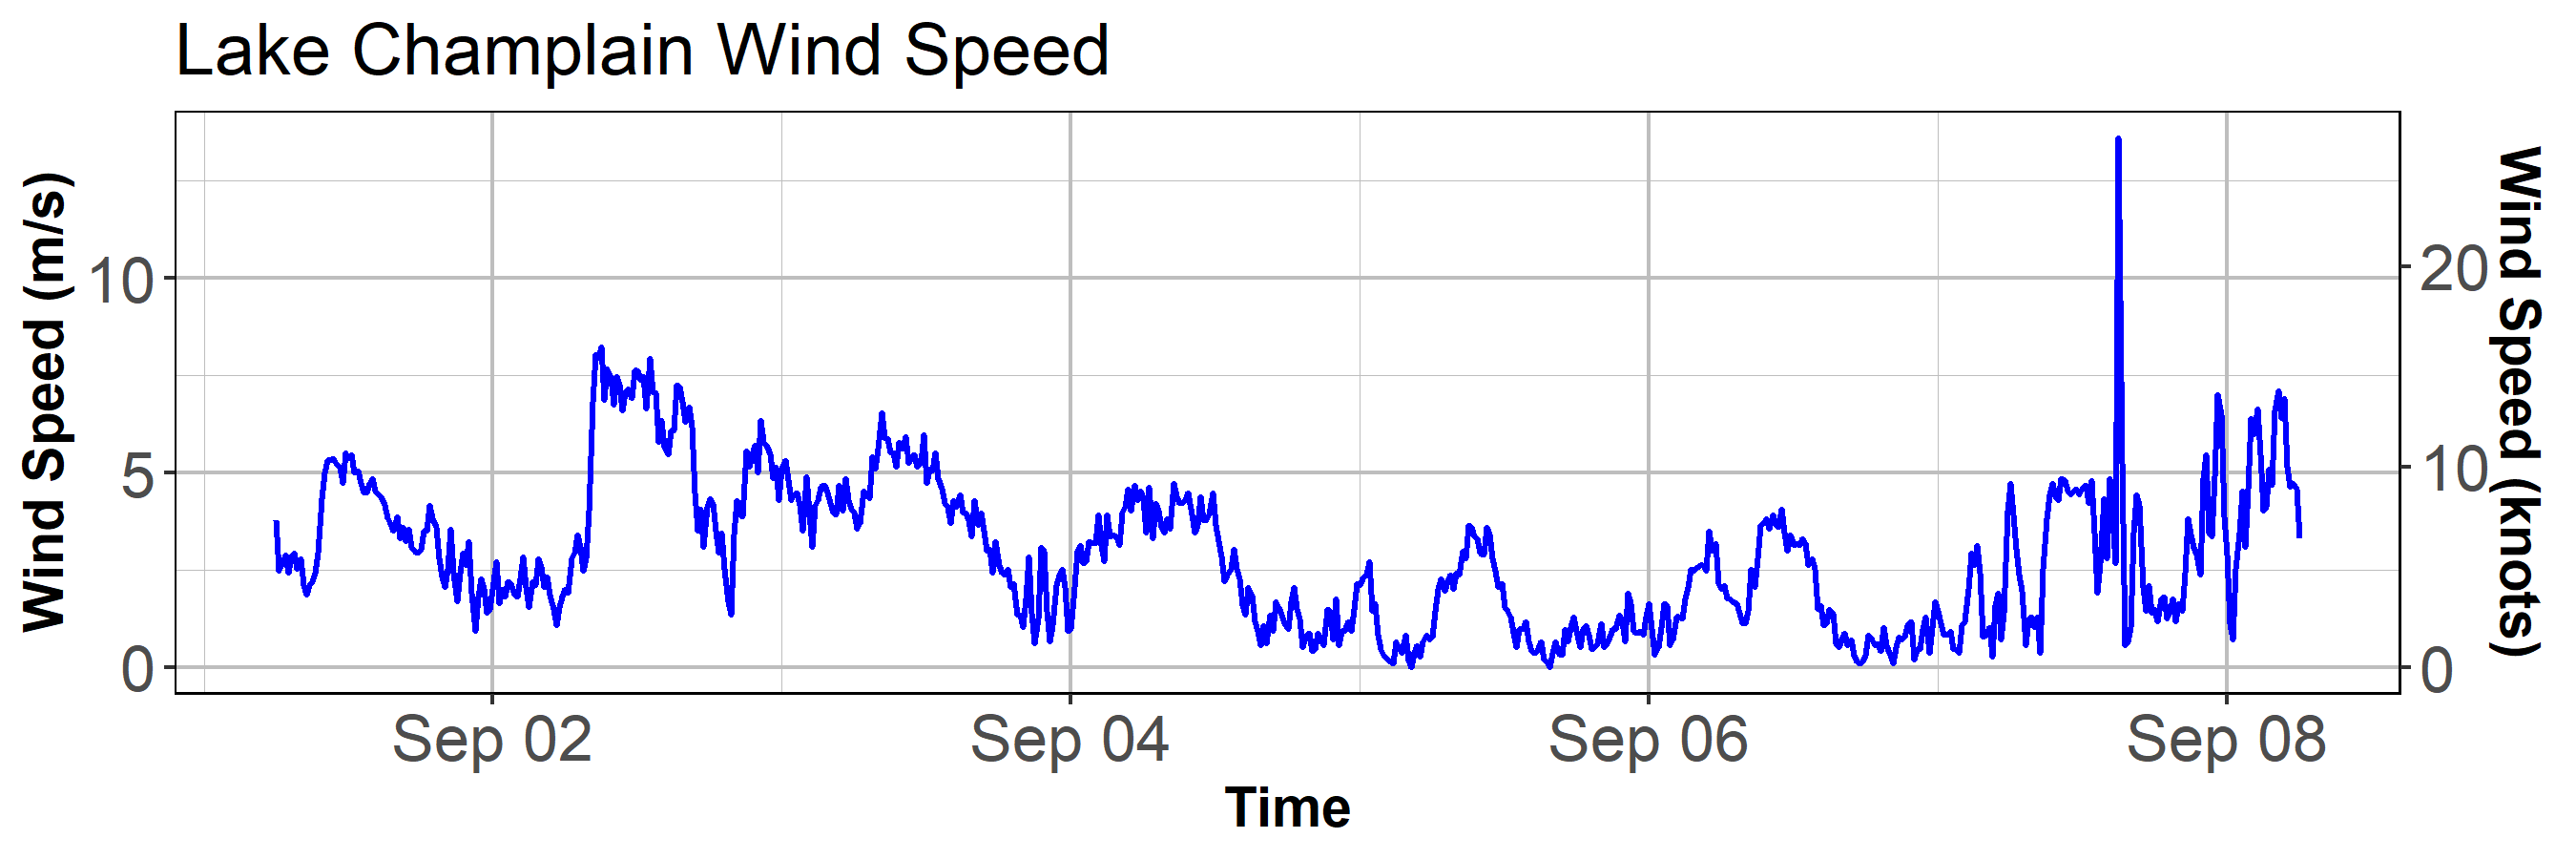 Lake Champlain Wind Speed
Wind Speed (m/s)
10
5
0
20
10
0
Wind Speed (knots)
Sep 02
Sep 04
Sep 06
Sep 08
Time